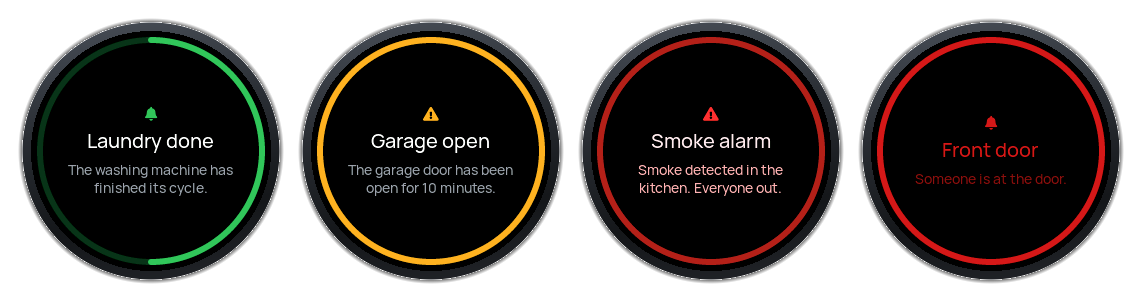 Laundry done
The washing machine has
finished its cycle.
Garage open
The garage door has been
open for 10 minutes.
Smoke alarm
Smoke detected in the
kitchen. Everyone out.
Front door
Someone is at the door.